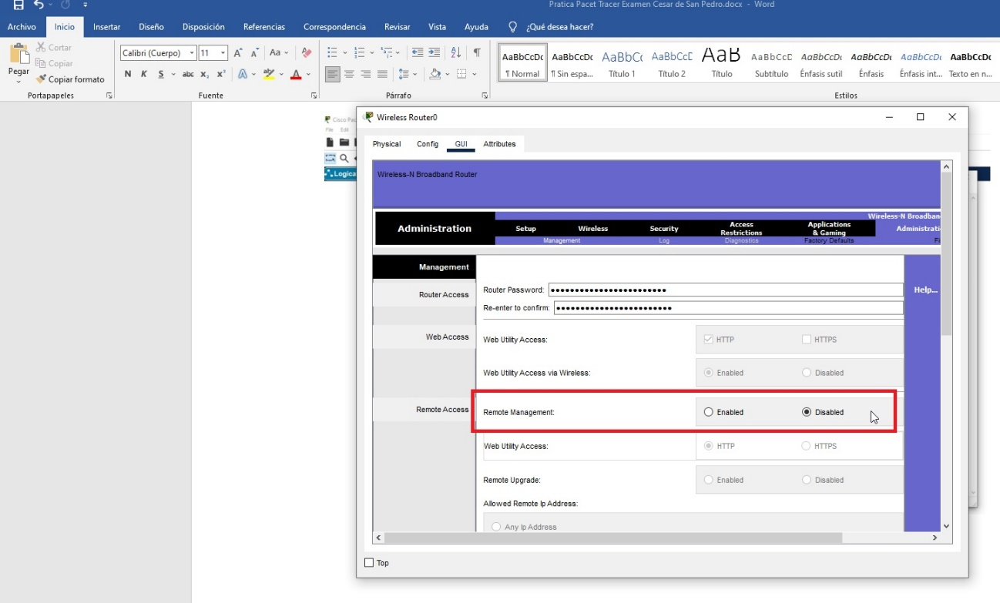 Pratica Pacet Tracer Examen Cesar de San Pedro.docx - Word
Archivo Inicio Insertar Diseño Disposición Referencias Correspondencia Revisar Vista Ayuda ¿Qué desea hacer?
Pegar
Cortar
Copiar
Copiar formato
Portapapeles
Calibri (Cuerpo) 11
Aa
N K S abc x, x²
Fuente
Párrafo
AaBbCcDc AaBbCcDc AaBbCc AaBbCcC AaB AaBbCcD AaBbCcDc AaBbCcDc AaBbCcDc AaBbCcDc
¶ Normal ¶ Sin espa... Título 1 Título 2 Título Subtítulo Énfasis sutil Énfasis Énfasis int... Texto en n...
Estilos
Cisco Pac
File Edit
Logica
Wireless Router0
Physical Config GUI Attributes
Wireless-N Broadband Router
Wireless-N Broadban
Administration
Setup Wireless Security Access Restrictions Applications & Gaming Administrati
Management Log Diagnostics Factory Defaults Fi
Management
Router Access
Router Password: ••••••••••••••••••••••••
Re-enter to confirm: ••••••••••••••••••••••••
Help...
Web Access
Web Utility Access: HTTP HTTPS
Web Utility Access via Wireless: Enabled Disabled
Remote Access
Remote Management: Enabled Disabled
Web Utility Access: HTTP HTTPS
Remote Upgrade: Enabled Disabled
Allowed Remote Ip Address:
Any Ip Address
Top